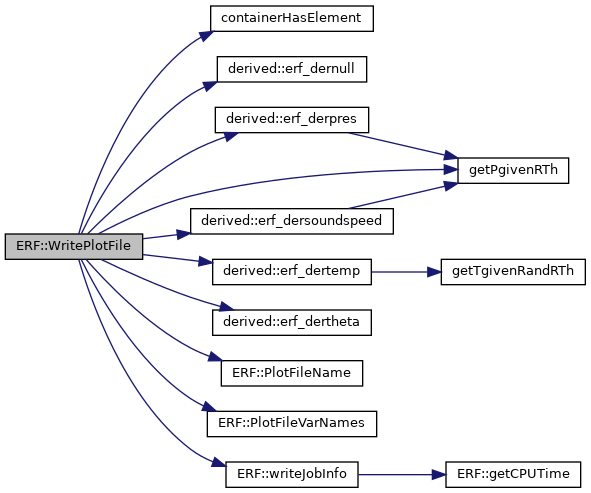 containerHasElement
derived::erf_dernull
derived::erf_derpres
getPgivenRTh
derived::erf_dersoundspeed
ERF::WritePlotFile
derived::erf_dertemp
getTgivenRandRTh
derived::erf_dertheta
ERF::PlotFileName
ERF::PlotFileVarNames
ERF::writeJobInfo
ERF::getCPUTime